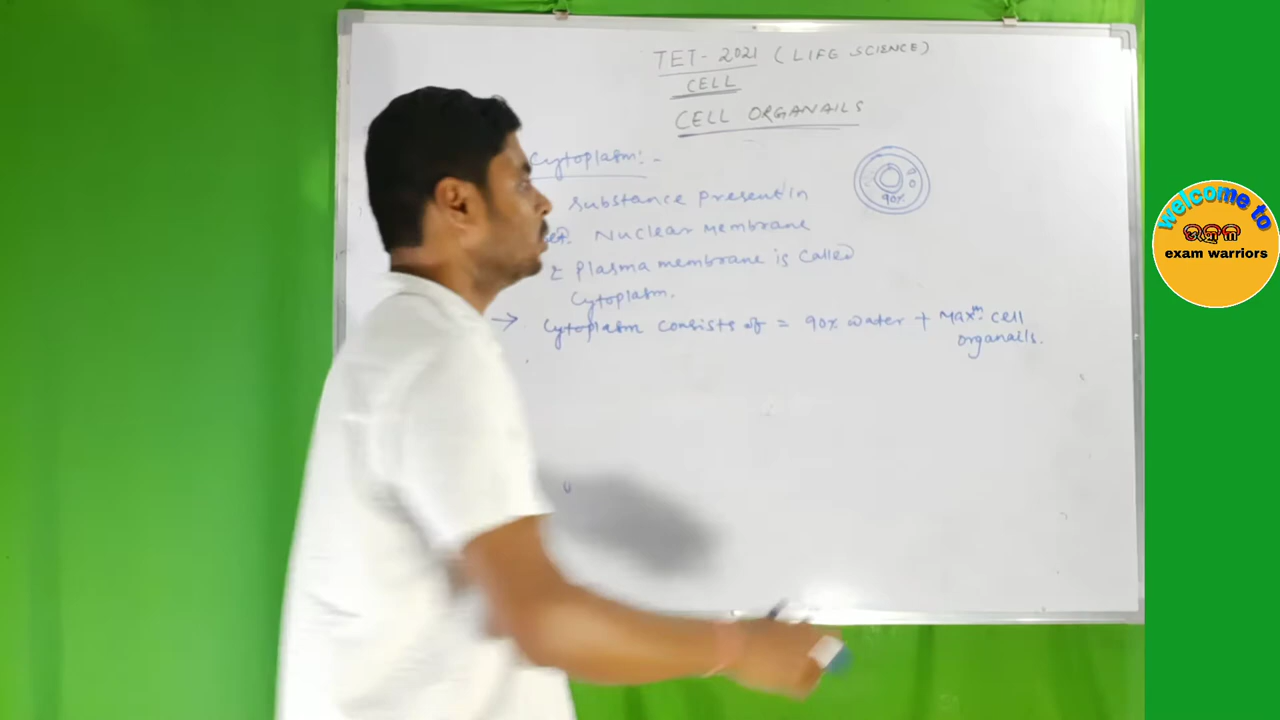 TET-2021 (LIFE SCIENCE)
CELL
CELL ORGANAILS
Cytoplasm:-
Substance present in
Nuclear membrane
& Plasma membrane is called
Cytoplasm.
90%
→ Cytoplasm consists of = 90% water + Maxᵐ. cell
organails.
welcome to
exam warriors